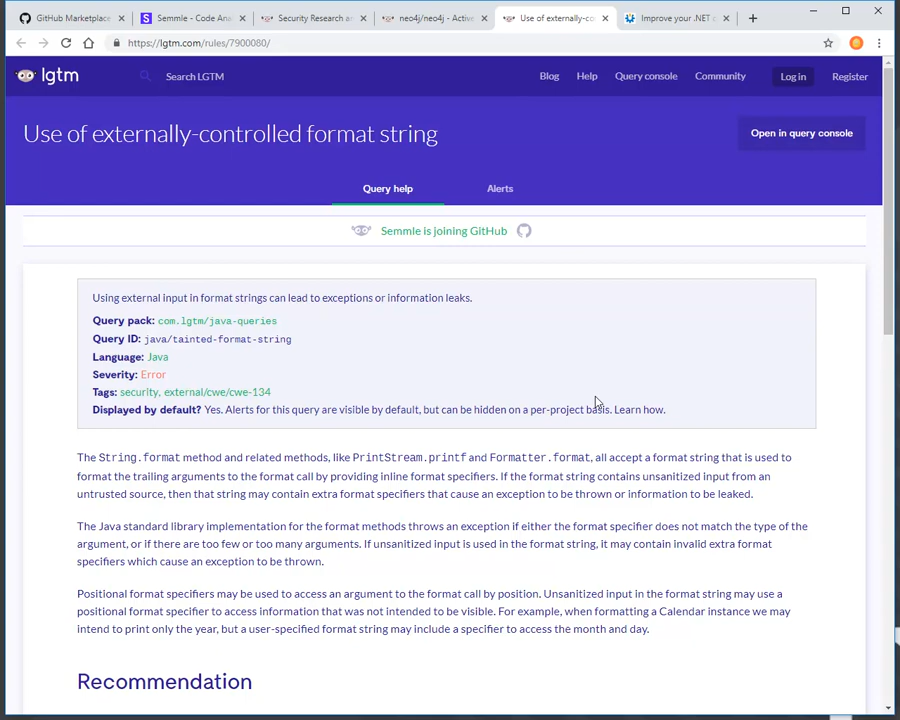 GitHub Marketplace
Semmle - Code Ana
Security Research a
neo4j/neo4j - Active
Use of externally-co
Improve your .NET c
https://lgtm.com/rules/7900080/
lgtm
Search LGTM
Blog
Help
Query console
Community
Log in
Register
Use of externally-controlled format string
Open in query console
Query help
Alerts
Semmle is joining GitHub
Using external input in format strings can lead to exceptions or information leaks.
Query pack: com.lgtm/java-queries
Query ID: java/tainted-format-string
Language: Java
Severity: Error
Tags: security, external/cwe/cwe-134
Displayed by default? Yes. Alerts for this query are visible by default, but can be hidden on a per-project basis. Learn how.
The String.format method and related methods, like PrintStream.printf and Formatter.format, all accept a format string that is used to
format the trailing arguments to the format call by providing inline format specifiers. If the format string contains unsanitized input from an
untrusted source, then that string may contain extra format specifiers that cause an exception to be thrown or information to be leaked.
The Java standard library implementation for the format methods throws an exception if either the format specifier does not match the type of the
argument, or if there are too few or too many arguments. If unsanitized input is used in the format string, it may contain invalid extra format
specifiers which cause an exception to be thrown.
Positional format specifiers may be used to access an argument to the format call by position. Unsanitized input in the format string may use a
positional format specifier to access information that was not intended to be visible. For example, when formatting a Calendar instance we may
intend to print only the year, but a user-specified format string may include a specifier to access the month and day.
Recommendation